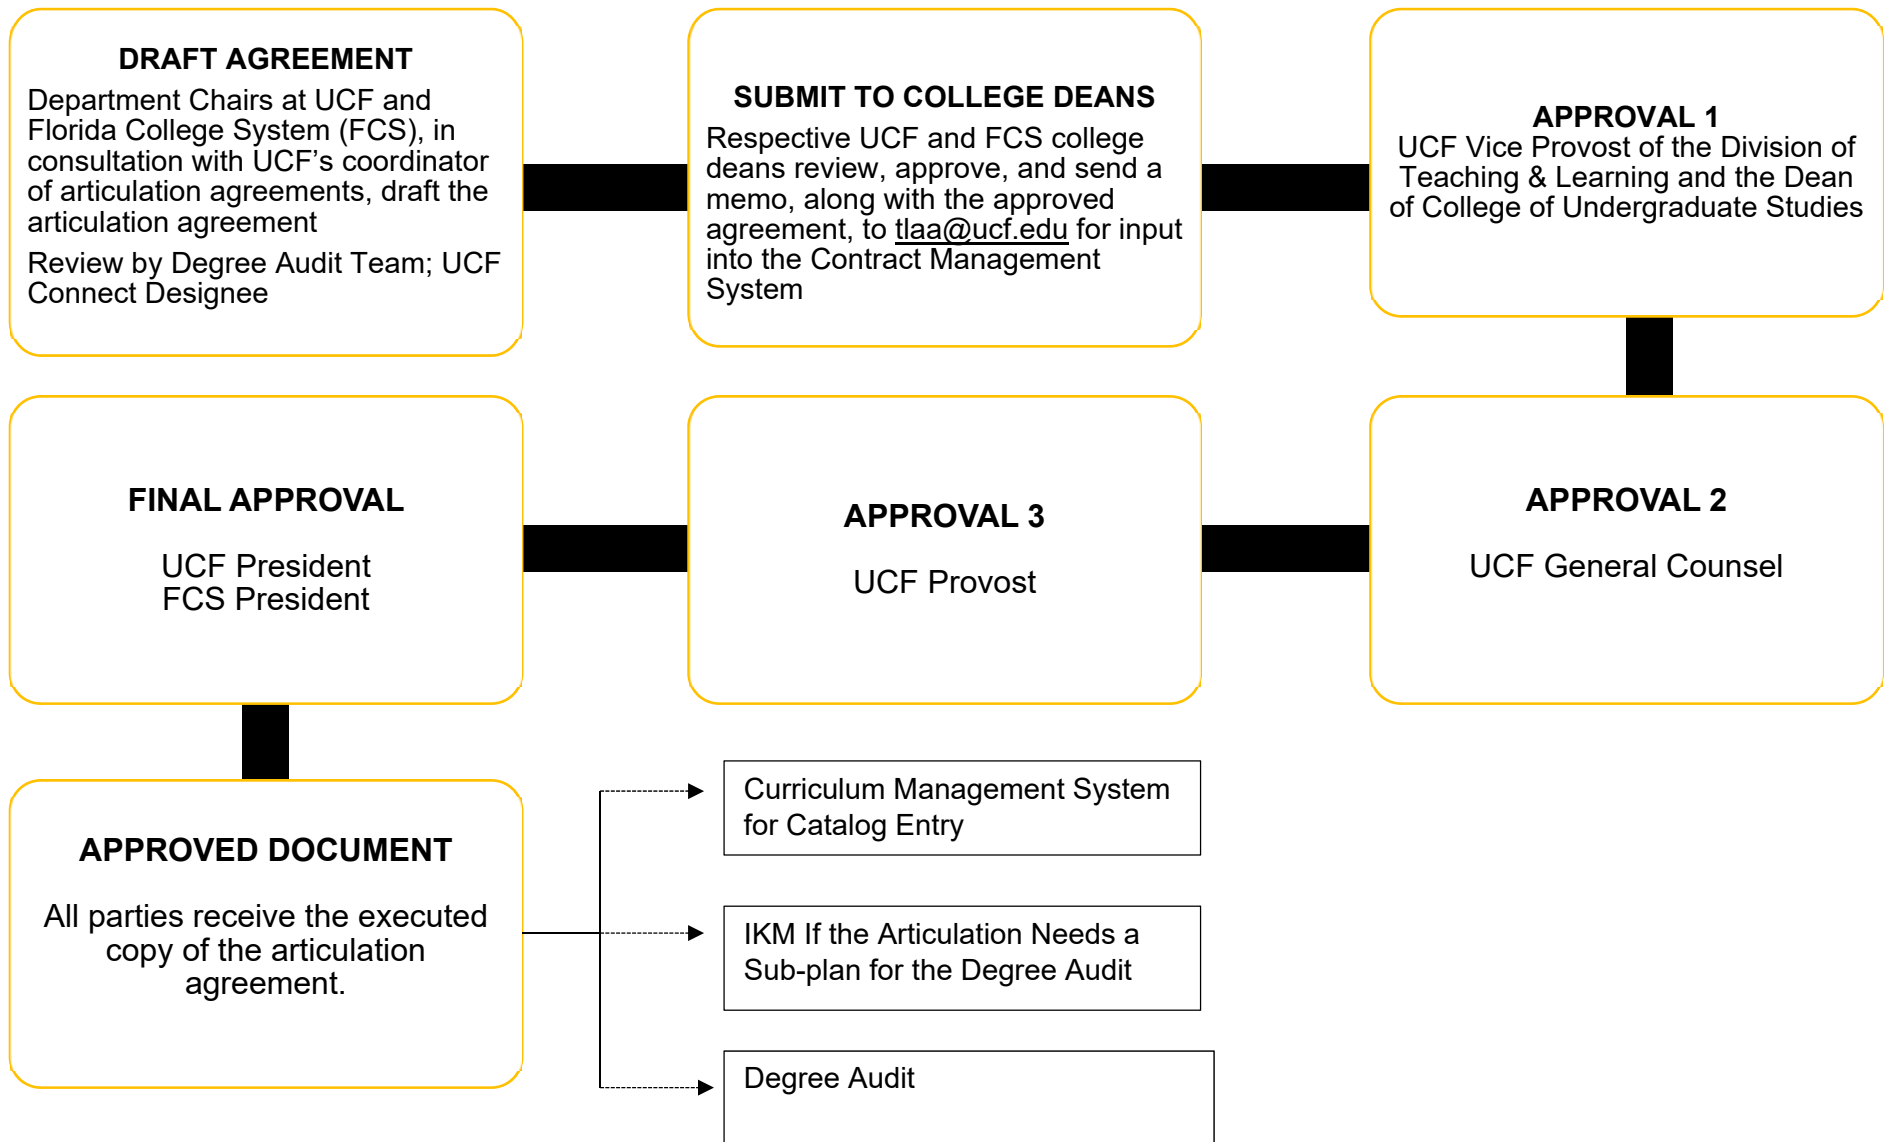 DRAFT AGREEMENT
Department Chairs at UCF and
Florida College System (FCS), in
consultation with UCF's coordinator
of articulation agreements, draft the
articulation agreement
Review by Degree Audit Team; UCF
Connect Designee
SUBMIT TO COLLEGE DEANS
Respective UCF and FCS college
deans review, approve, and send a
memo, along with the approved
agreement, to tlaa@ucf.edu for input
into the Contract Management
System
APPROVAL 1
UCF Vice Provost of the Division of
Teaching & Learning and the Dean
of College of Undergraduate Studies
APPROVAL 2
UCF General Counsel
APPROVAL 3
UCF Provost
FINAL APPROVAL
UCF President
FCS President
APPROVED DOCUMENT
All parties receive the executed
copy of the articulation
agreement.
Curriculum Management System
for Catalog Entry
IKM If the Articulation Needs a
Sub-plan for the Degree Audit
Degree Audit